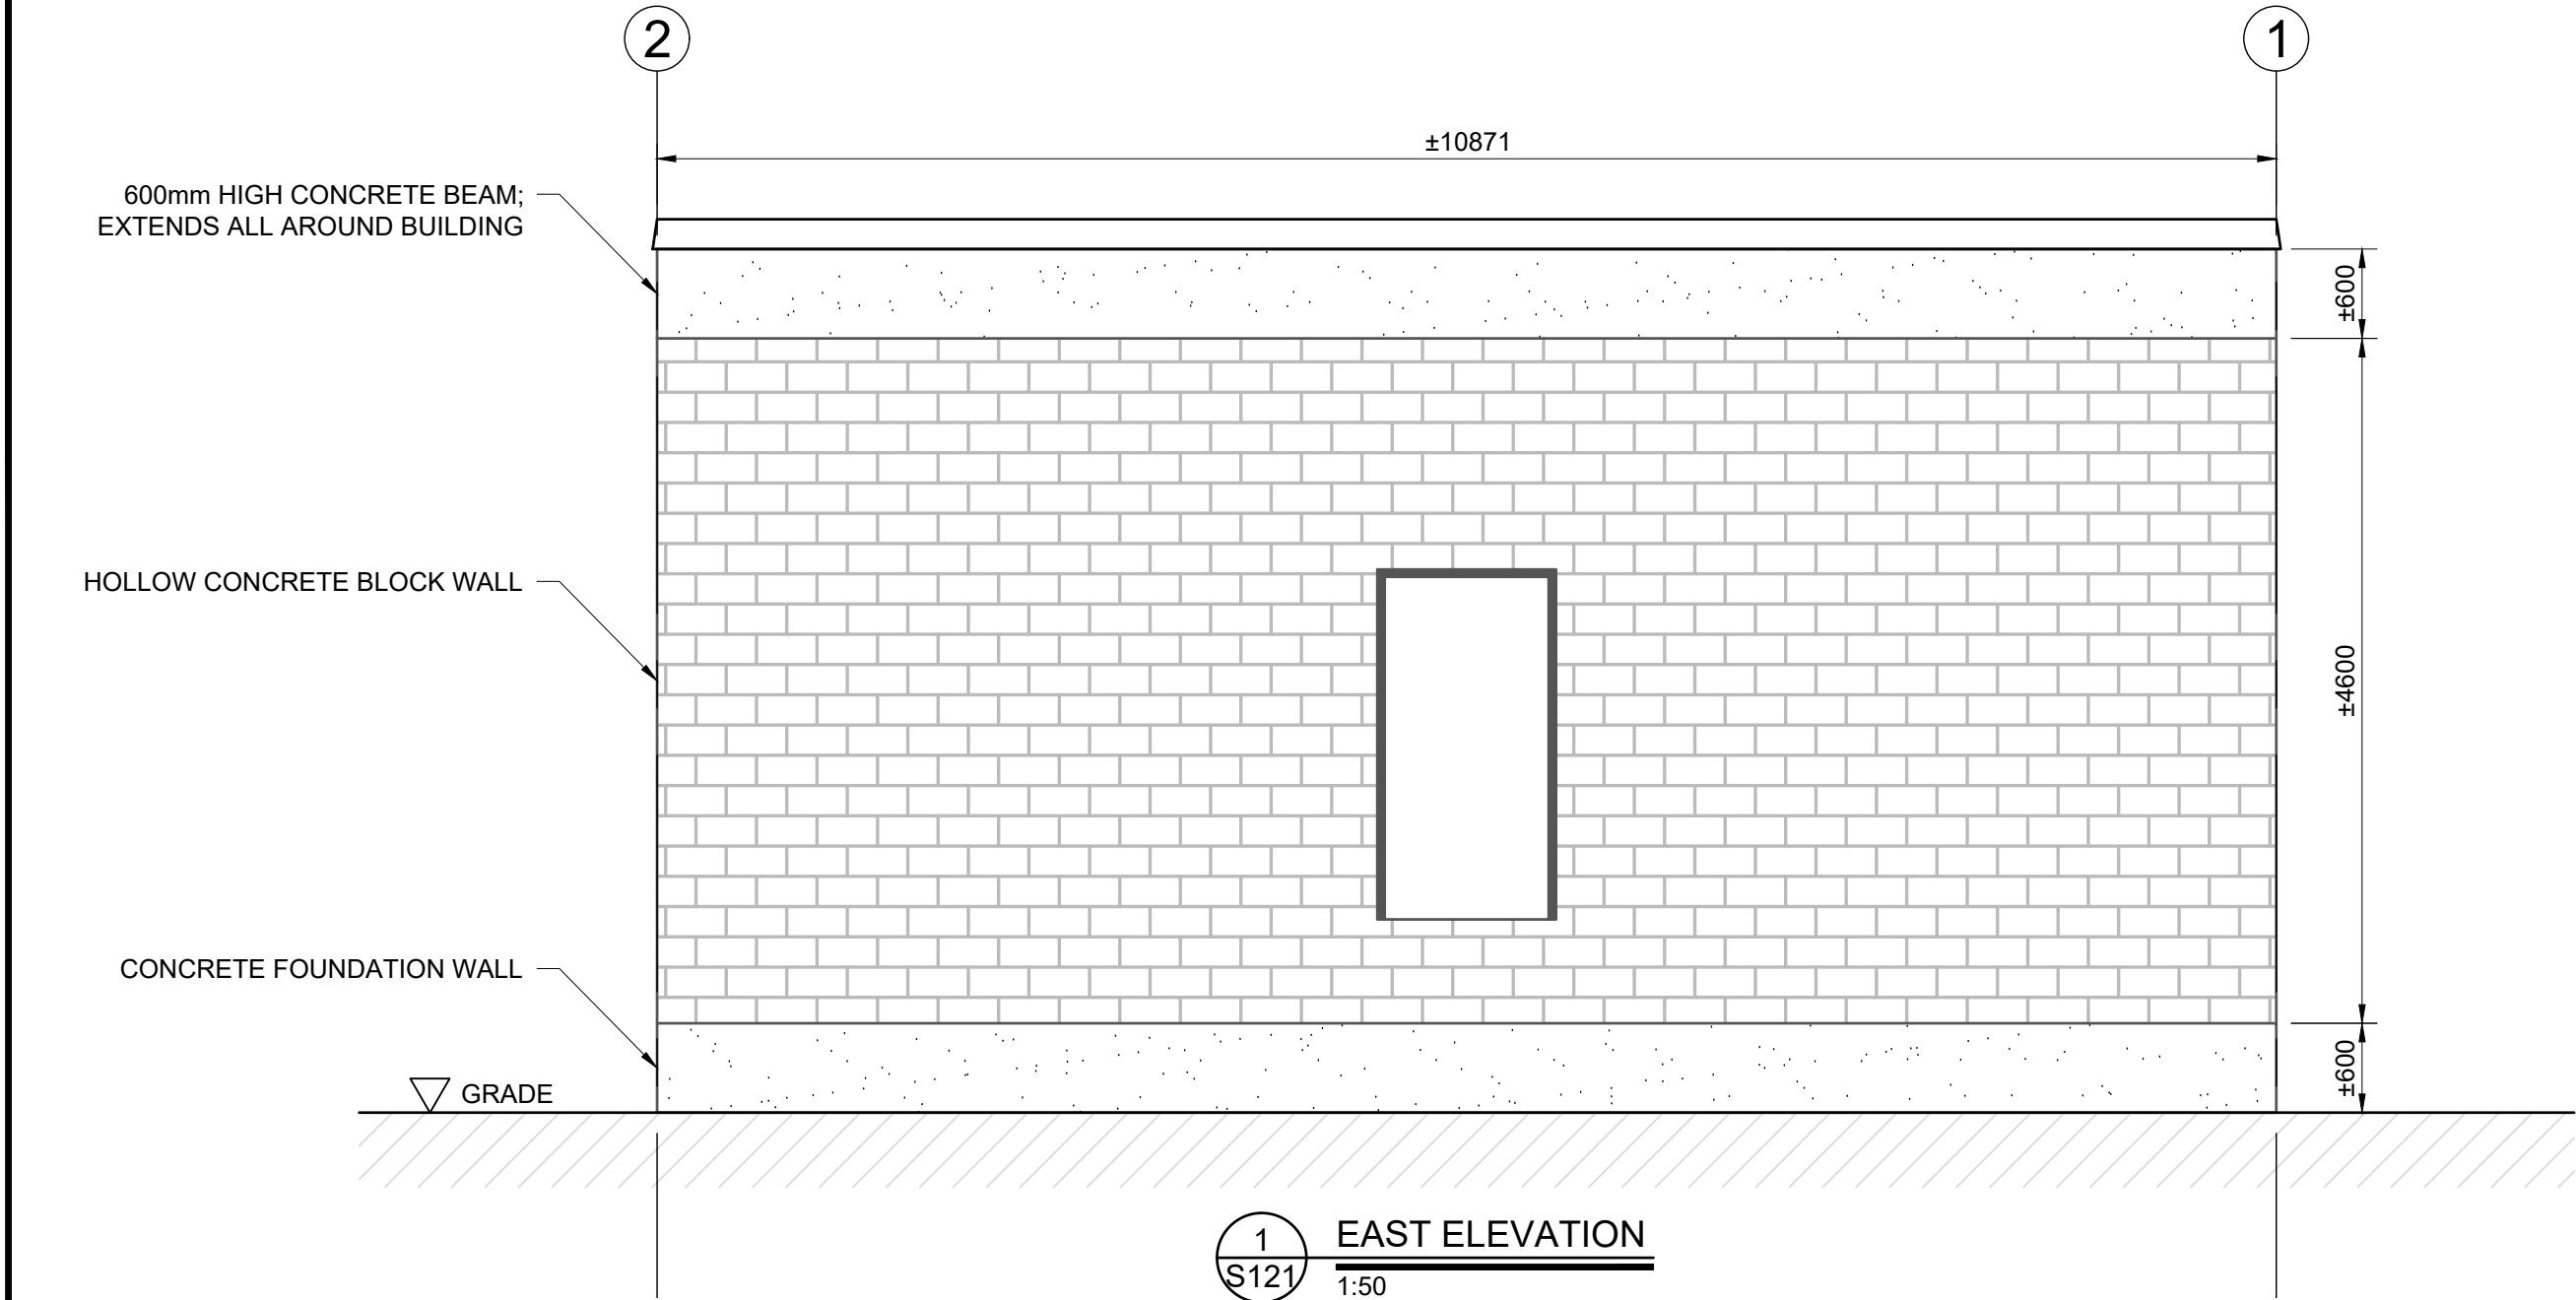 2
1
±10871
600mm HIGH CONCRETE BEAM;
EXTENDS ALL AROUND BUILDING
±600
HOLLOW CONCRETE BLOCK WALL
±4600
CONCRETE FOUNDATION WALL
±600
GRADE
1
S121
EAST ELEVATION
1:50